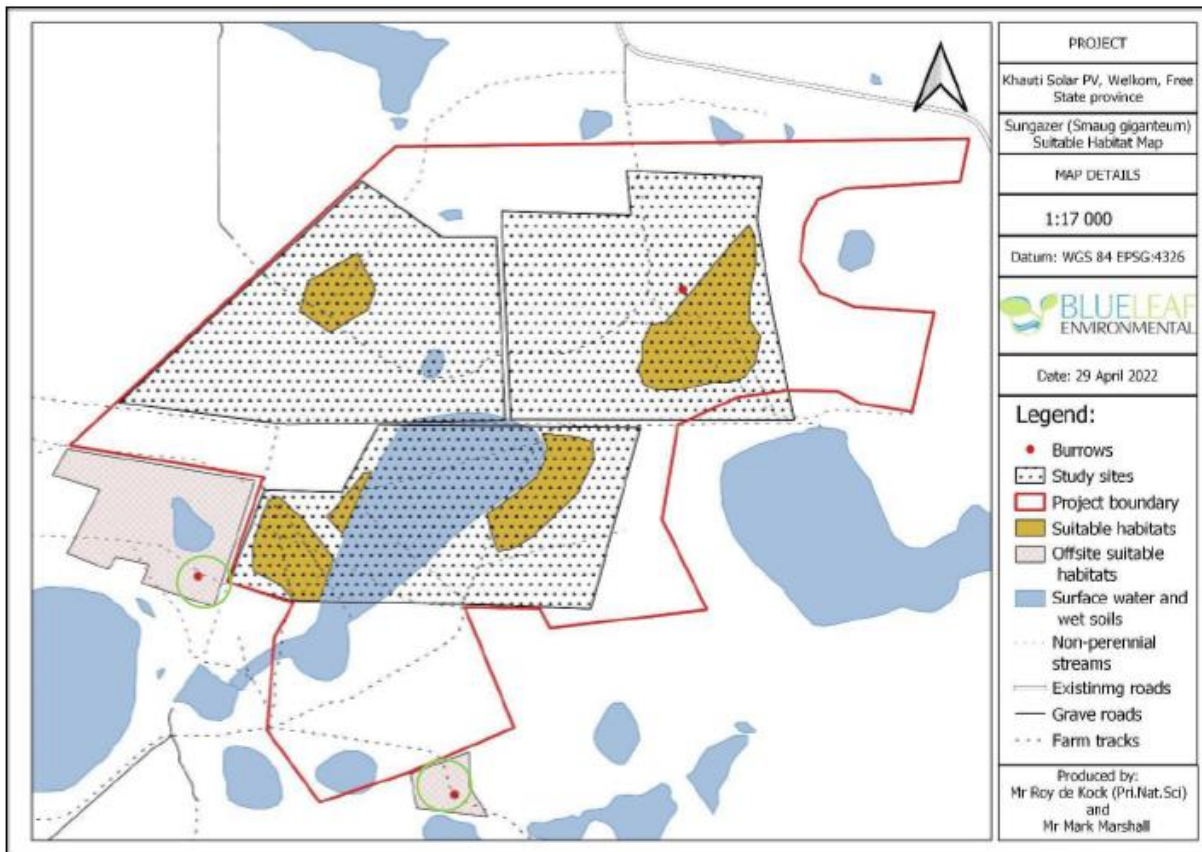 PROJECT
Khauti Solar PV, Welkom, Free
State province
Sungazer (Smaug giganteum)
Suitable Habitat Map
MAP DETAILS
1:17 000
Datum: WGS 84 EPSG:4326
BLUELEAF
ENVIRONMENTAL
Date: 29 April 2022
Legend:
Burrows
Study sites
Project boundary
Suitable habitats
Offsite suitable
habitats
Surface water and
wet soils
Non-perennial
streams
Existinmg roads
Grave roads
Farm tracks
Produced by:
Mr Roy de Kock (Pri.Nat.Sci)
and
Mr Mark Marshall